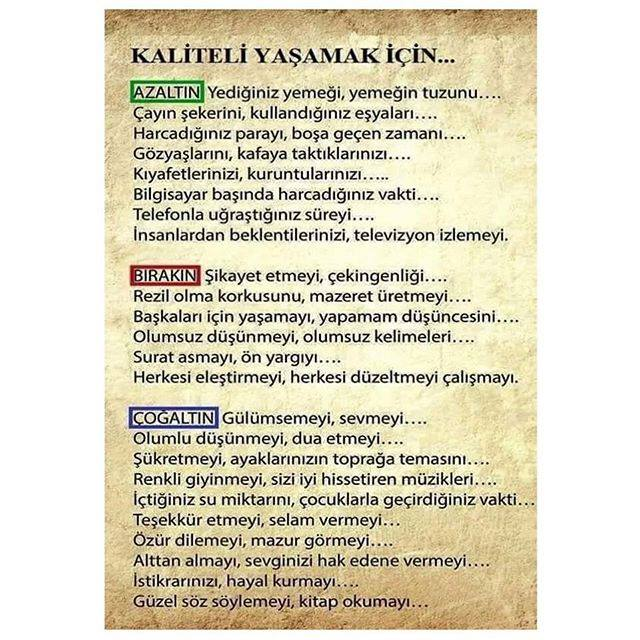 KALİTELİ YAŞAMAK İÇİN...
AZALTIN Yediğiniz yemeği, yemeğin tuzunu….
Çayın şekerini, kullandığınız eşyaları….
Harcadığınız parayı, boşa geçen zamanı….
Gözyaşlarını, kafaya taktıklarınızı….
Kıyafetlerinizi, kuruntularınızı…..
Bilgisayar başında harcadığınız vakti….
Telefonla uğraştığınız süreyi….
İnsanlardan beklentilerinizi, televizyon izlemeyi.
BIRAKIN Şikayet etmeyi, çekingenliği….
Rezil olma korkusunu, mazeret üretmeyi….
Başkaları için yaşamayı, yapamam düşüncesini….
Olumsuz düşünmeyi, olumsuz kelimeleri….
Surat asmayı, ön yargıyı….
Herkesi eleştirmeyi, herkesi düzeltmeyi çalışmayı.
ÇOĞALTIN Gülümsemeyi, sevmeyi….
Olumlu düşünmeyi, dua etmeyi….
Şükretmeyi, ayaklarınızın toprağa temasını….
Renkli giyinmeyi, sizi iyi hissetiren müzikleri….
İçtiğiniz su miktarını, çocuklarla geçirdiğiniz vakti…
Teşekkür etmeyi, selam vermeyi…
Özür dilemeyi, mazur görmeyi….
Alttan almayı, sevginizi hak edene vermeyi….
İstikrarınızı, hayal kurmayı….
Güzel söz söylemeyi, kitap okumayı…